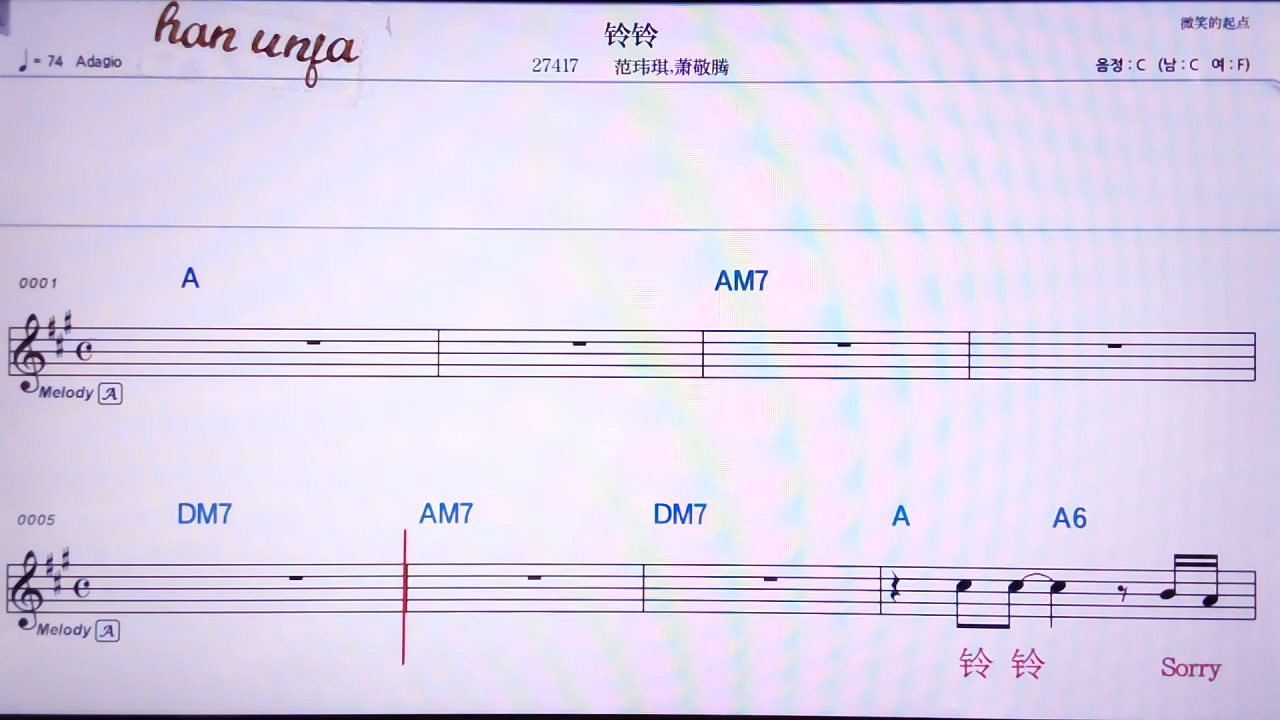 han unfa
铃铃
微笑的起点
♩= 74 Adagio
27417 范玮琪,萧敬腾
음정 : C (남 : C 여 : F)
0001
A AM7
Melody A
0005
DM7 AM7 DM7 A A6
Melody A
铃 铃 Sorry